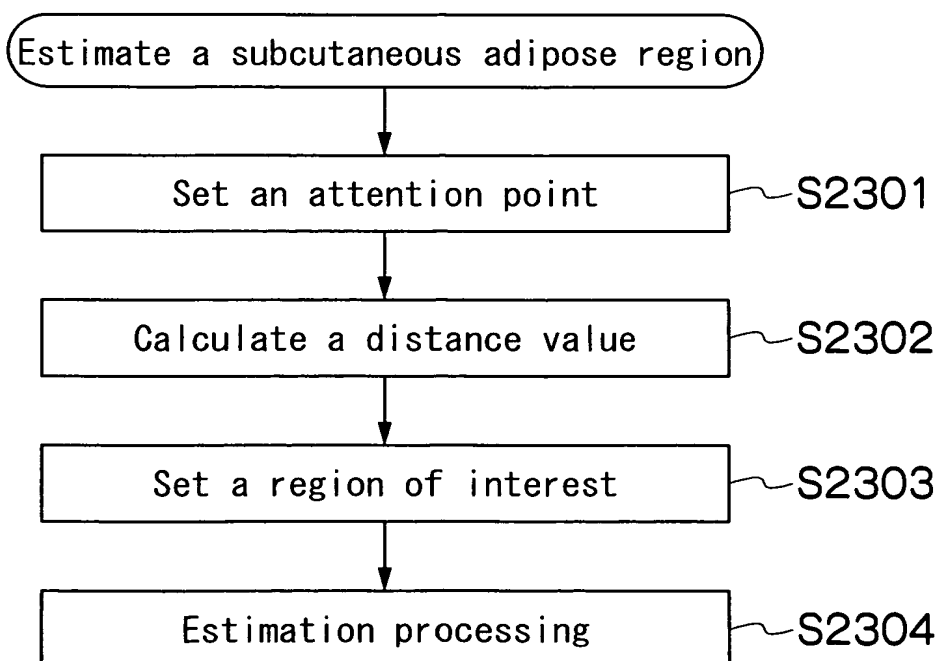 Estimate a subcutaneous adipose region
Set an attention point S2301
Calculate a distance value S2302
Set a region of interest S2303
Estimation processing S2304